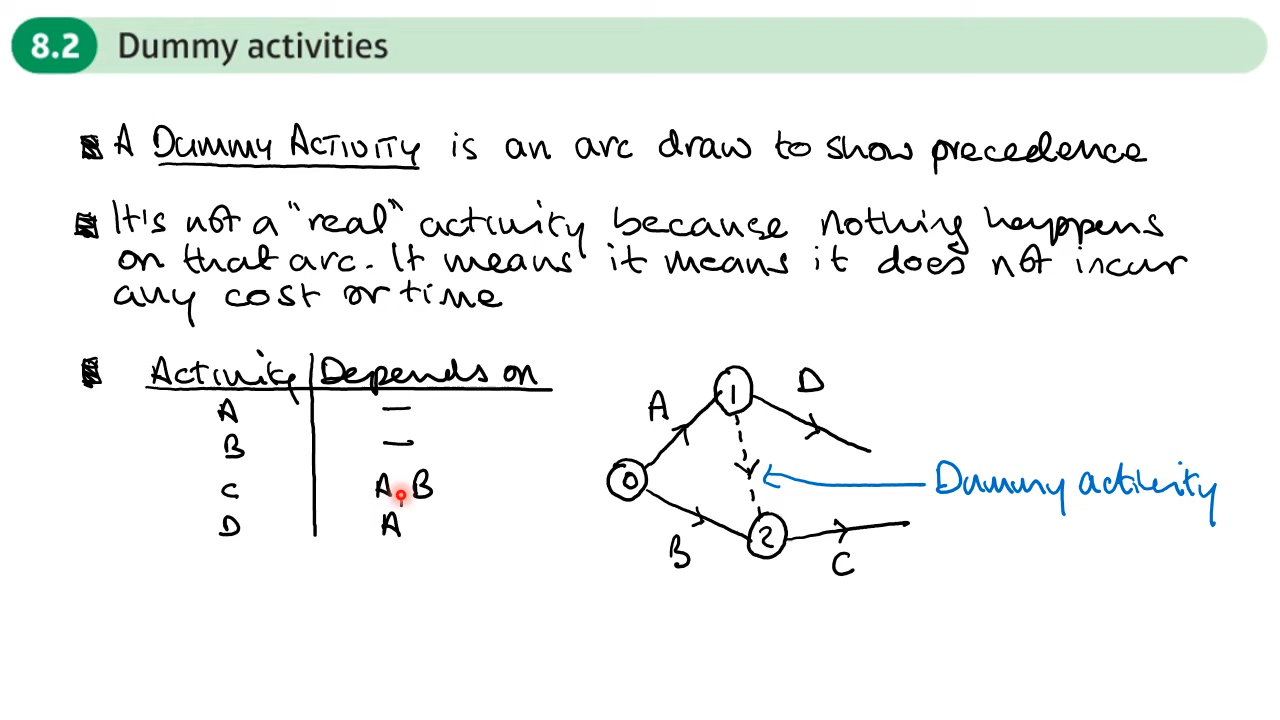 8.2 Dummy activities
A DUMMY ACTIVITY is an arc draw to show precedence
It's not a "real" activity because nothing happens
on that arc. It means it means it does not incur
any cost or time
Activity Depends on
A –
B –
C A, B
D A
A 1 D
0
Dummy activity
B 2 C